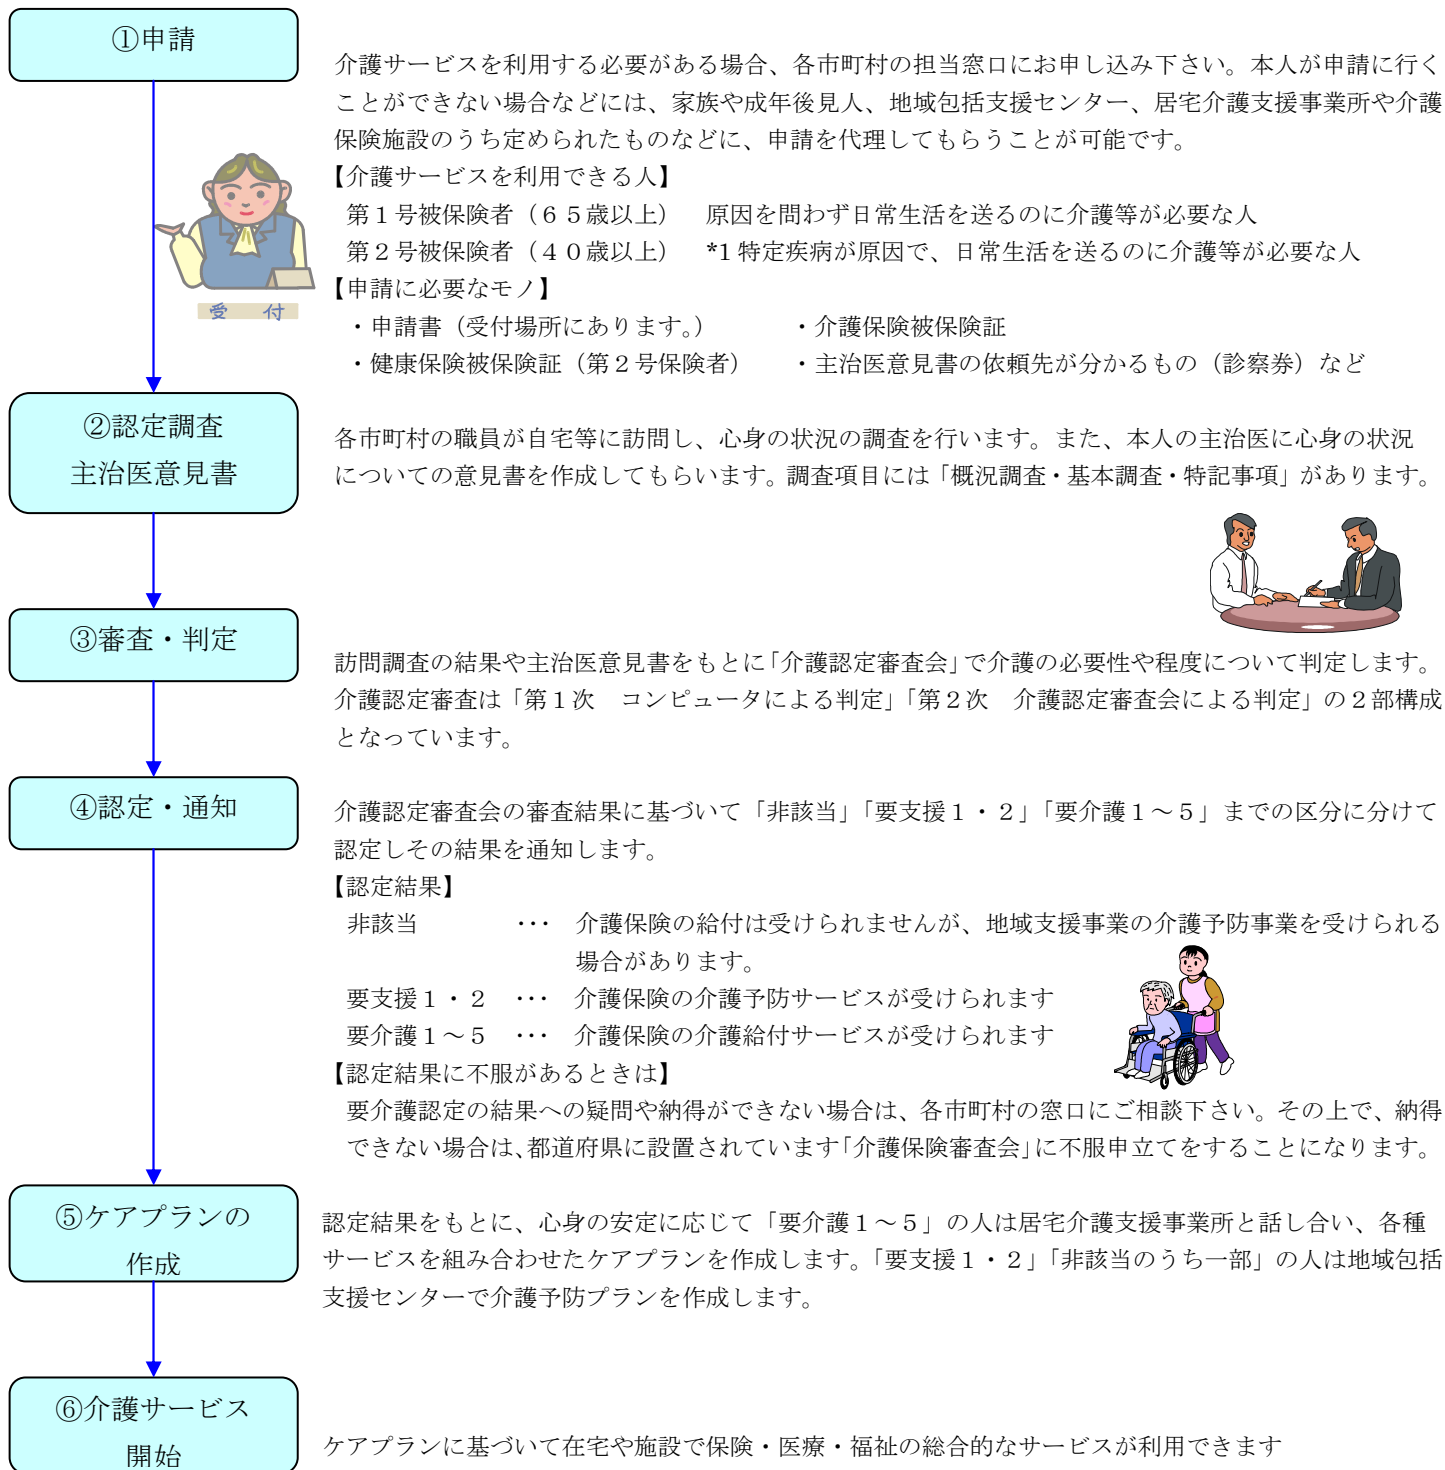 ①申請
介護サービスを利用する必要がある場合、各市町村の担当窓口にお申し込み下さい。本人が申請に行く
ことができない場合などには、家族や成年後見人、地域包括支援センター、居宅介護支援事業所や介護
保険施設のうち定められたものなどに、申請を代理してもらうことが可能です。
【介護サービスを利用できる人】
第１号被保険者（６５歳以上）　原因を問わず日常生活を送るのに介護等が必要な人
第２号被保険者（４０歳以上）　*1 特定疾病が原因で、日常生活を送るのに介護等が必要な人
【申請に必要なモノ】
受　付
・申請書（受付場所にあります。）　・介護保険被保険証
・健康保険被保険証（第２号保険者）　・主治医意見書の依頼先が分かるもの（診察券）など
②認定調査
主治医意見書
各市町村の職員が自宅等に訪問し、心身の状況の調査を行います。また、本人の主治医に心身の状況
についての意見書を作成してもらいます。調査項目には「概況調査・基本調査・特記事項」があります。
③審査・判定
訪問調査の結果や主治医意見書をもとに「介護認定審査会」で介護の必要性や程度について判定します。
介護認定審査は「第１次　コンピュータによる判定」「第２次　介護認定審査会による判定」の２部構成
となっています。
④認定・通知
介護認定審査会の審査結果に基づいて「非該当」「要支援１・２」「要介護１～５」までの区分に分けて
認定しその結果を通知します。
【認定結果】
非該当　･･･　介護保険の給付は受けられませんが、地域支援事業の介護予防事業を受けられる
場合があります。
要支援１・２　･･･　介護保険の介護予防サービスが受けられます
要介護１～５　･･･　介護保険の介護給付サービスが受けられます
【認定結果に不服があるときは】
要介護認定の結果への疑問や納得ができない場合は、各市町村の窓口にご相談下さい。その上で、納得
できない場合は、都道府県に設置されています「介護保険審査会」に不服申立てをすることになります。
⑤ケアプランの
作成
認定結果をもとに、心身の安定に応じて「要介護１～５」の人は居宅介護支援事業所と話し合い、各種
サービスを組み合わせたケアプランを作成します。「要支援１・２」「非該当のうち一部」の人は地域包括
支援センターで介護予防プランを作成します。
⑥介護サービス
開始
ケアプランに基づいて在宅や施設で保険・医療・福祉の総合的なサービスが利用できます